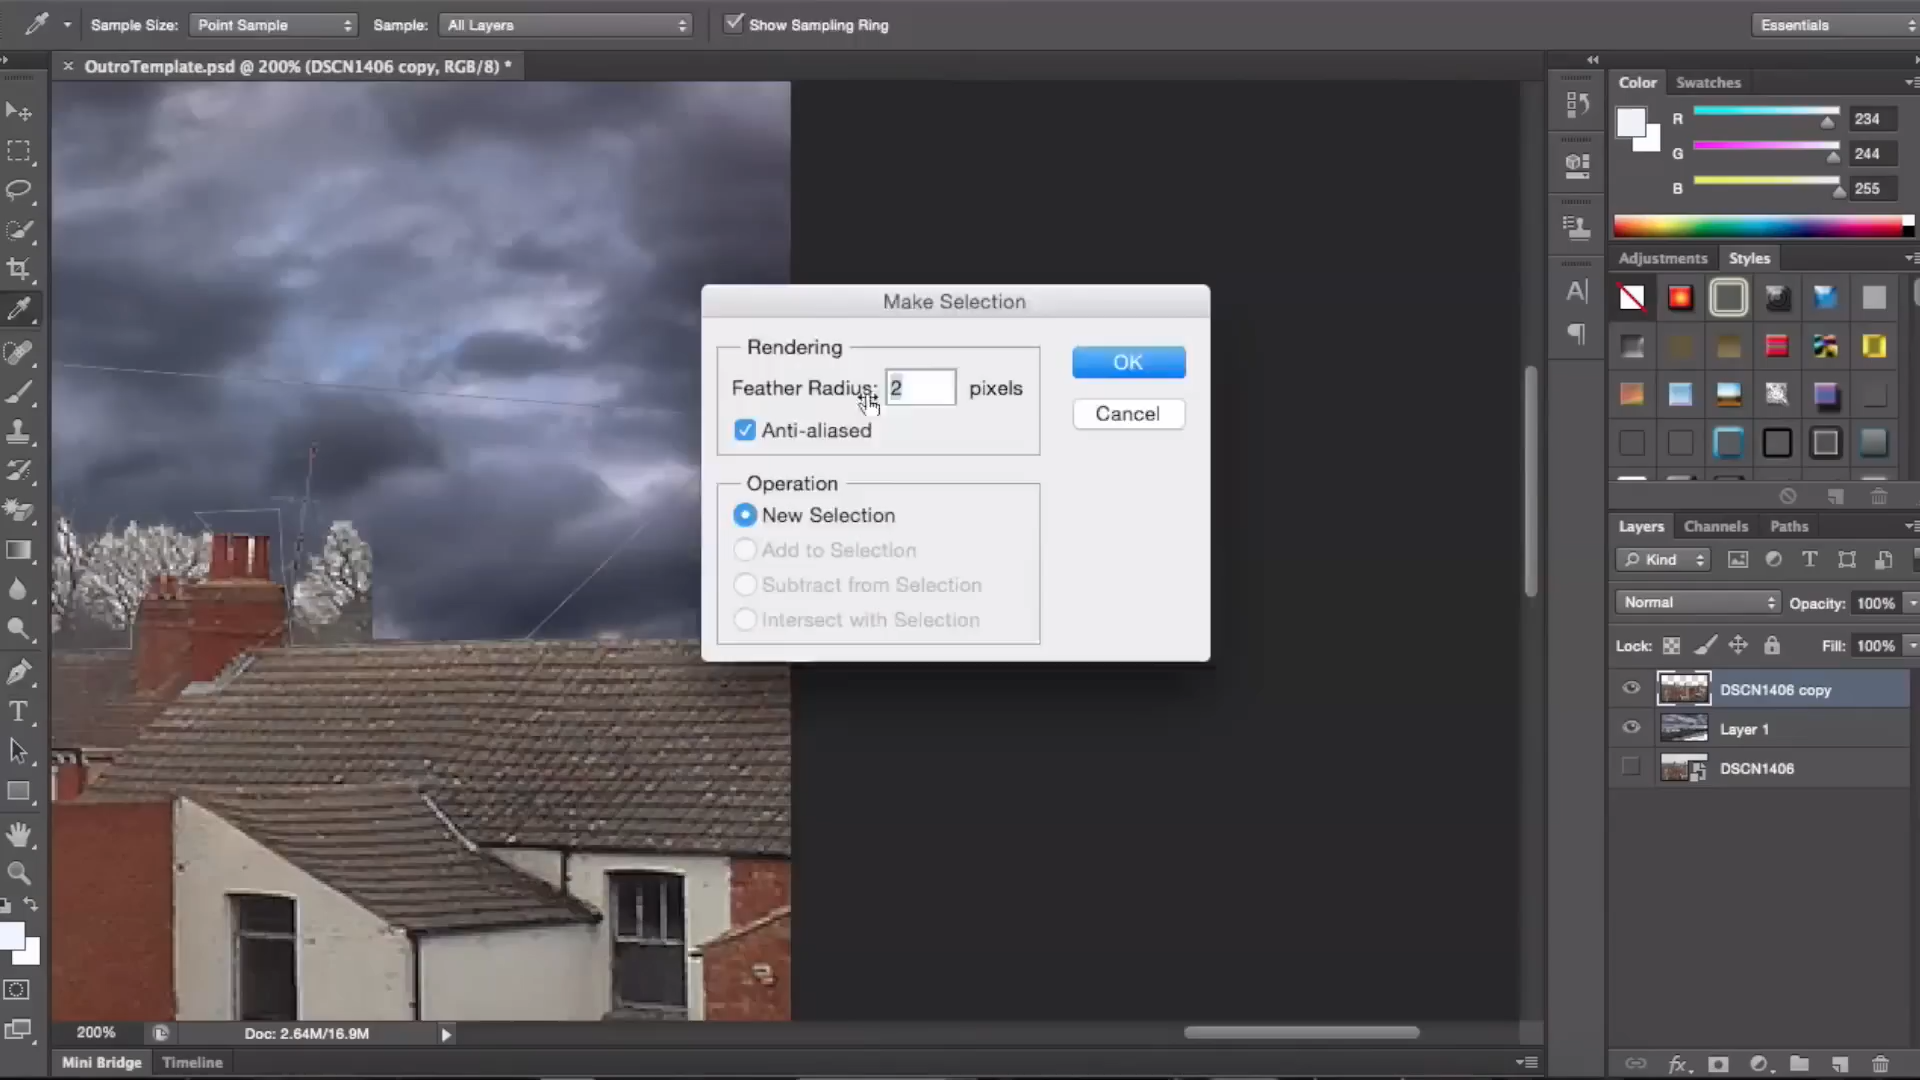 Sample Size: Point Sample Sample: All Layers Show Sampling Ring Essentials
OutroTemplate.psd @ 200% (DSCN1406 copy, RGB/8) *
Color Swatches
R 234
G 244
B 255
Adjustments Styles
Make Selection
Rendering
Feather Radius: 2 pixels
Anti-aliased
OK
Cancel
Operation
New Selection
Add to Selection
Subtract from Selection
Intersect with Selection
Layers Channels Paths
Kind
Normal Opacity: 100%
Lock: Fill: 100%
DSCN1406 copy
Layer 1
DSCN1406
200% Doc: 2.64M/16.9M
Mini Bridge Timeline